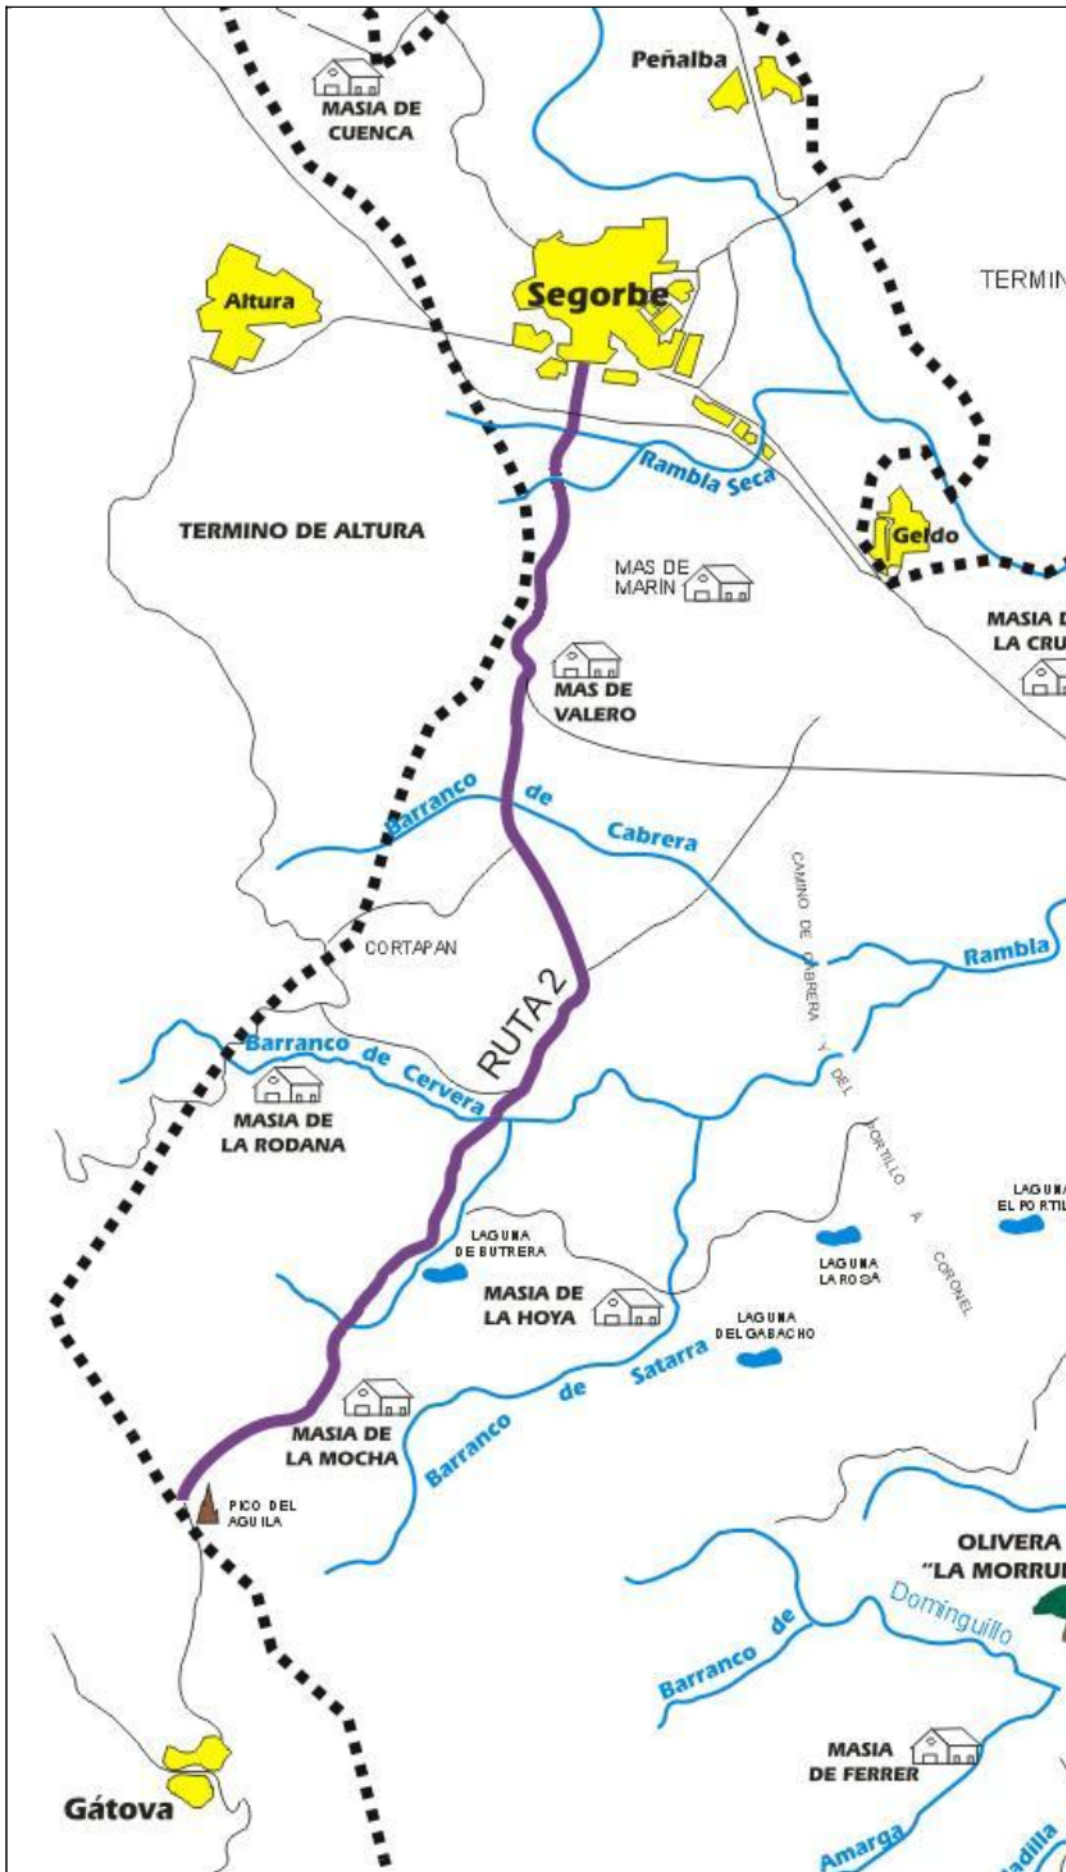 Peñalba
MASIA DE
CUENCA
TERMIN
Altura
Segorbe
Rambla Seca
TERMINO DE ALTURA
Geldo
MAS DE
MARIN
MASIA D
LA CRU
MAS DE
VALERO
Barranco de Cabrera
CAMINO DE CABRERA Y DEL PORTILLO A CORONEL
CORTAPAN
Rambla
RUTA 2
Barranco de Cervera
MASIA DE
LA RODANA
LAGUNA
EL PORTIL
LAGUNA
DE BUTRERA
LAGUNA
LA ROSA
MASIA DE
LA HOYA
LAGUNA
DEL GABACHO
Barranco de Satarra
MASIA DE
LA MOCHA
PICO DEL
AGUILA
OLIVERA
"LA MORRU
Barranco de Dominguillo
MASIA
DE FERRER
Gátova
Amarga
adilla